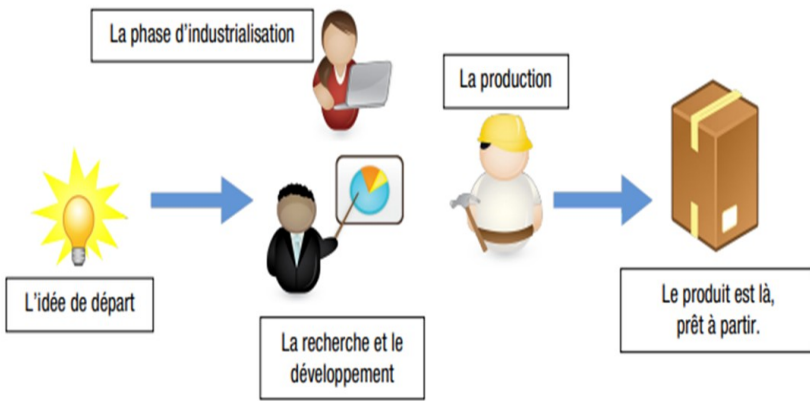 La phase d'industrialisation
La production
L'idée de départ
La recherche et le
développement
Le produit est là,
prêt à partir.